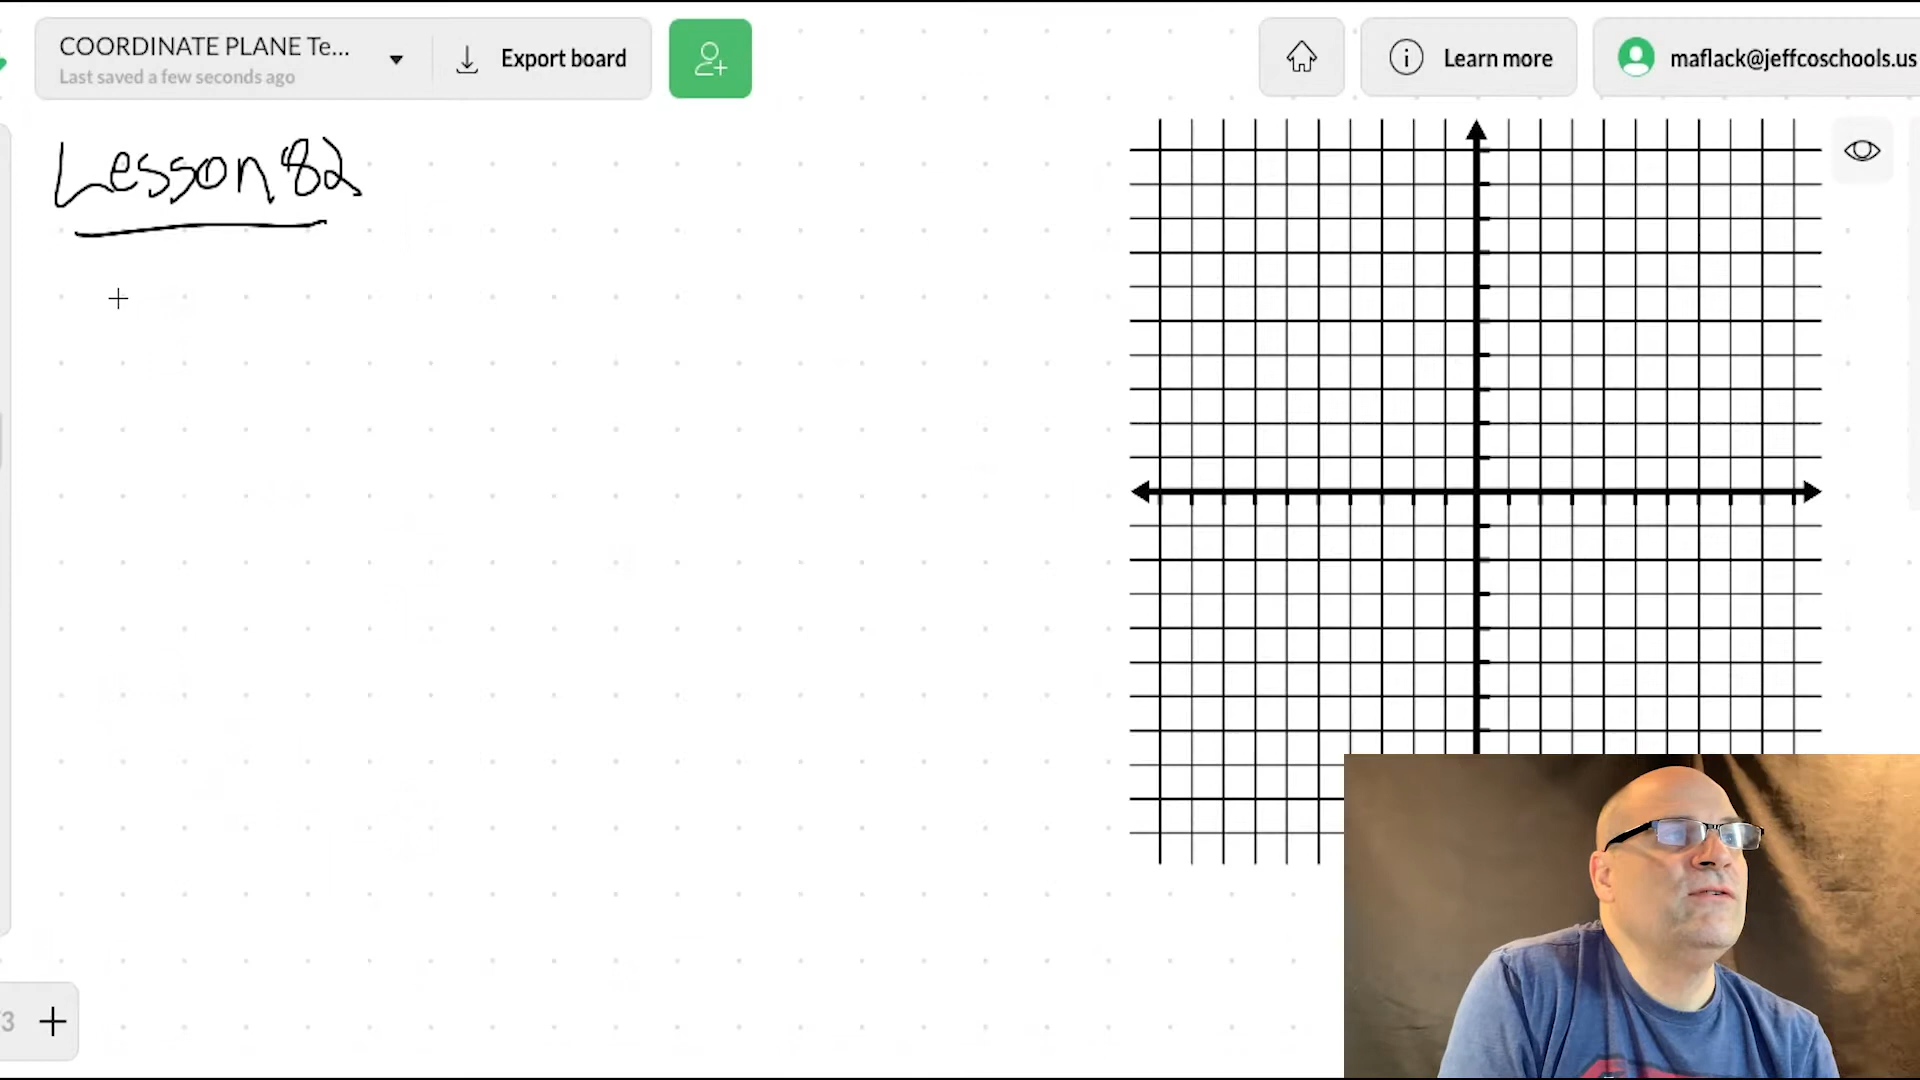 COORDINATE PLANE Te...
Last saved a few seconds ago
Export board
Learn more
maflack@jeffcoschools.us
Lesson 82
3